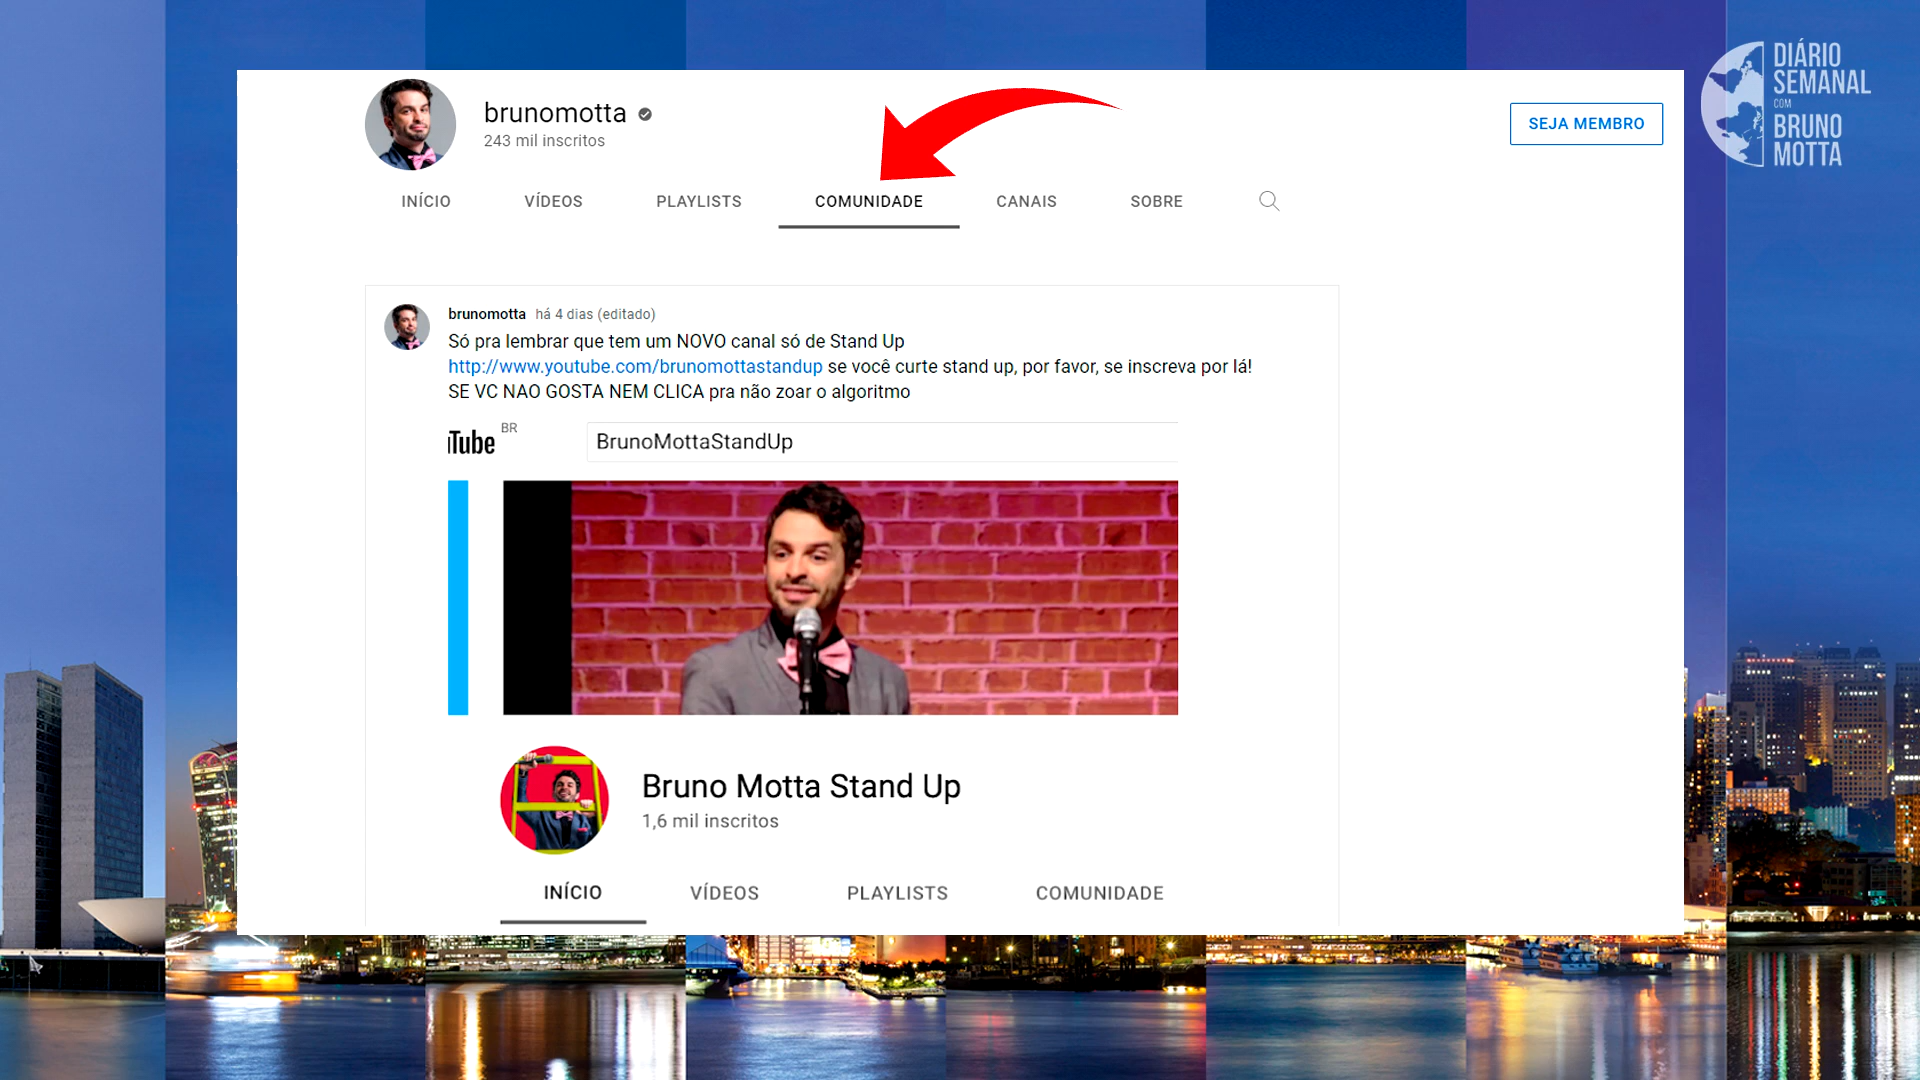 DIÁRIO
SEMANAL
COM
BRUNO
MOTTA
brunomotta
243 mil inscritos
SEJA MEMBRO
INÍCIO VÍDEOS PLAYLISTS COMUNIDADE CANAIS SOBRE
brunomotta há 4 dias (editado)
Só pra lembrar que tem um NOVO canal só de Stand Up
http://www.youtube.com/brunomottastandup se você curte stand up, por favor, se inscreva por lá!
SE VC NAO GOSTA NEM CLICA pra não zoar o algoritmo
Tube BR
BrunoMottaStandUp
Bruno Motta Stand Up
1,6 mil inscritos
INÍCIO VÍDEOS PLAYLISTS COMUNIDADE